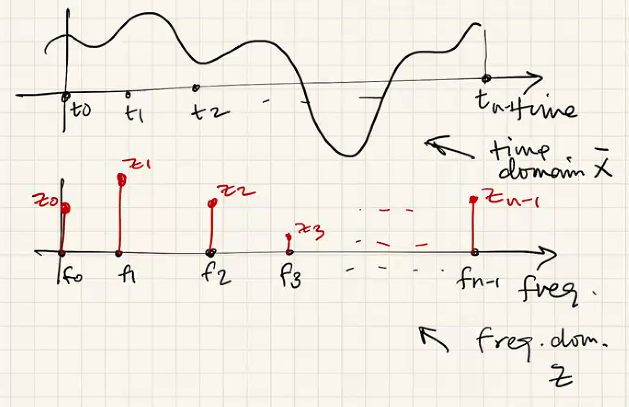 t0 t1 t2 - - — tn-1 time
time
domain X̄
z0 z1 z2 z3 - - - zn-1
f0 f1 f2 f3 - - - - fn-1 freq.
freq. dom.
Z